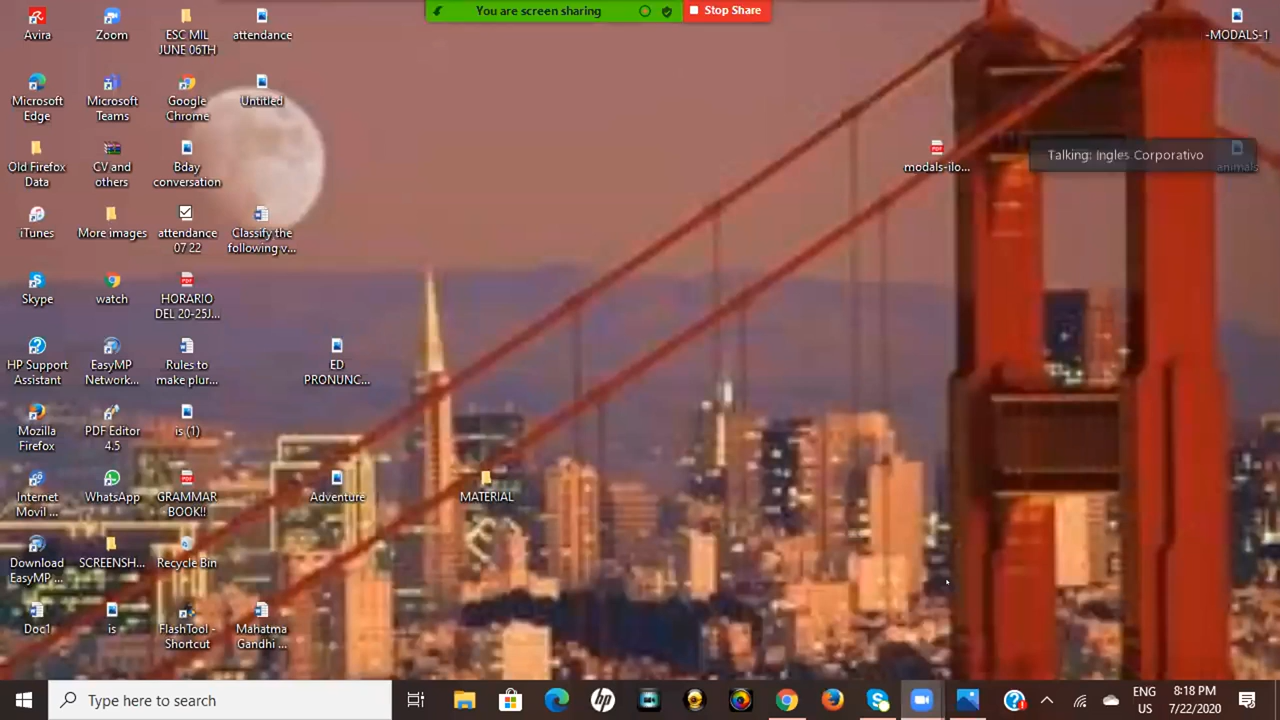 You are screen sharing
Stop Share
Avira
Zoom
ESC MIL
JUNE 06TH
attendance
-MODALS-1
Microsoft
Edge
Microsoft
Teams
Google
Chrome
Untitled
Old Firefox
Data
CV and
others
Bday
conversation
modals-ilo...
Talking: Ingles Corporativo
animals
iTunes
More images
attendance
07 22
Classify the
following v...
Skype
watch
HORARIO
DEL 20-25J...
HP Support
Assistant
EasyMP
Network...
Rules to
make plur...
ED
PRONUNC...
Mozilla
Firefox
PDF Editor
4.5
is (1)
Internet
Movil ...
WhatsApp
GRAMMAR
BOOK!!
Adventure
MATERIAL
Download
EasyMP ...
SCREENSH...
Recycle Bin
Doc1
is
FlashTool -
Shortcut
Mahatma
Gandhi ...
Type here to search
ENG
US
8:18 PM
7/22/2020